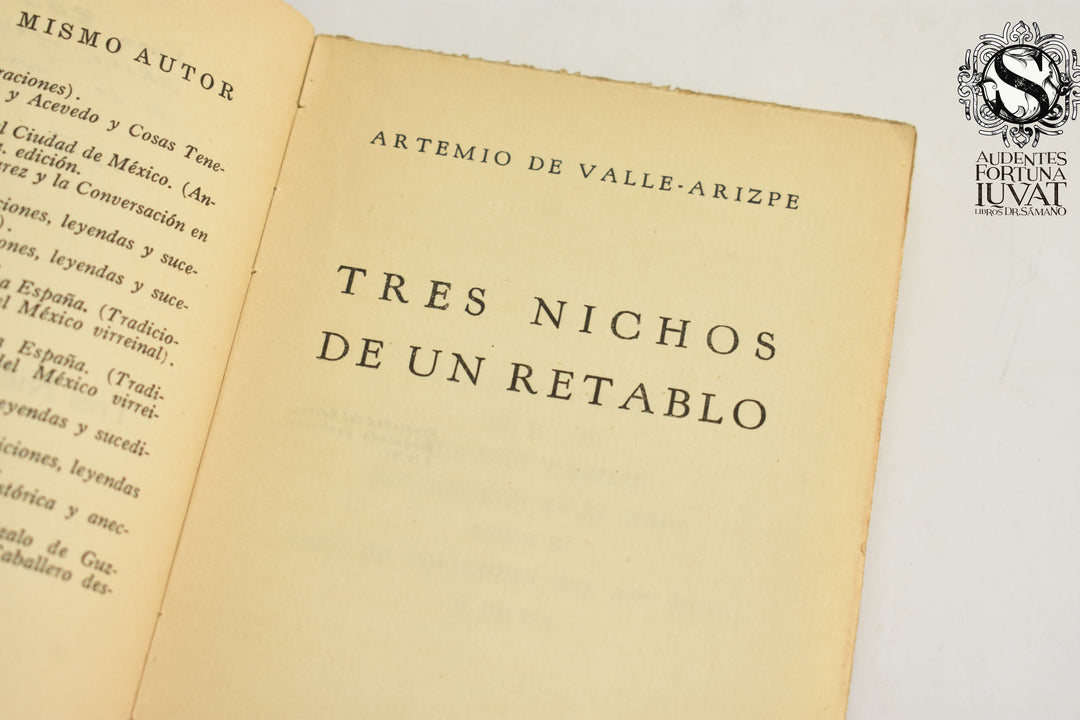 MISMO AUTOR
raciones).
y Acevedo y Cosas Tene-
l Ciudad de México. (An-
edición.
rez y la Conversación en
ciones, leyendas y suce-
).
ones, leyendas y suce-
a España. (Tradicio-
el México virreinal).
España. (Tradi-
del México virrei-
eyendas y sucedi-
iciones, leyendas
stórica y anec-
zalo de Guz-
Caballero des-
ARTEMIO DE VALLE-ARIZPE
TRES NICHOS
DE UN RETABLO
S
AUDENTES
FORTUNA
IUVAT
LIBROS DR. SÁMANO